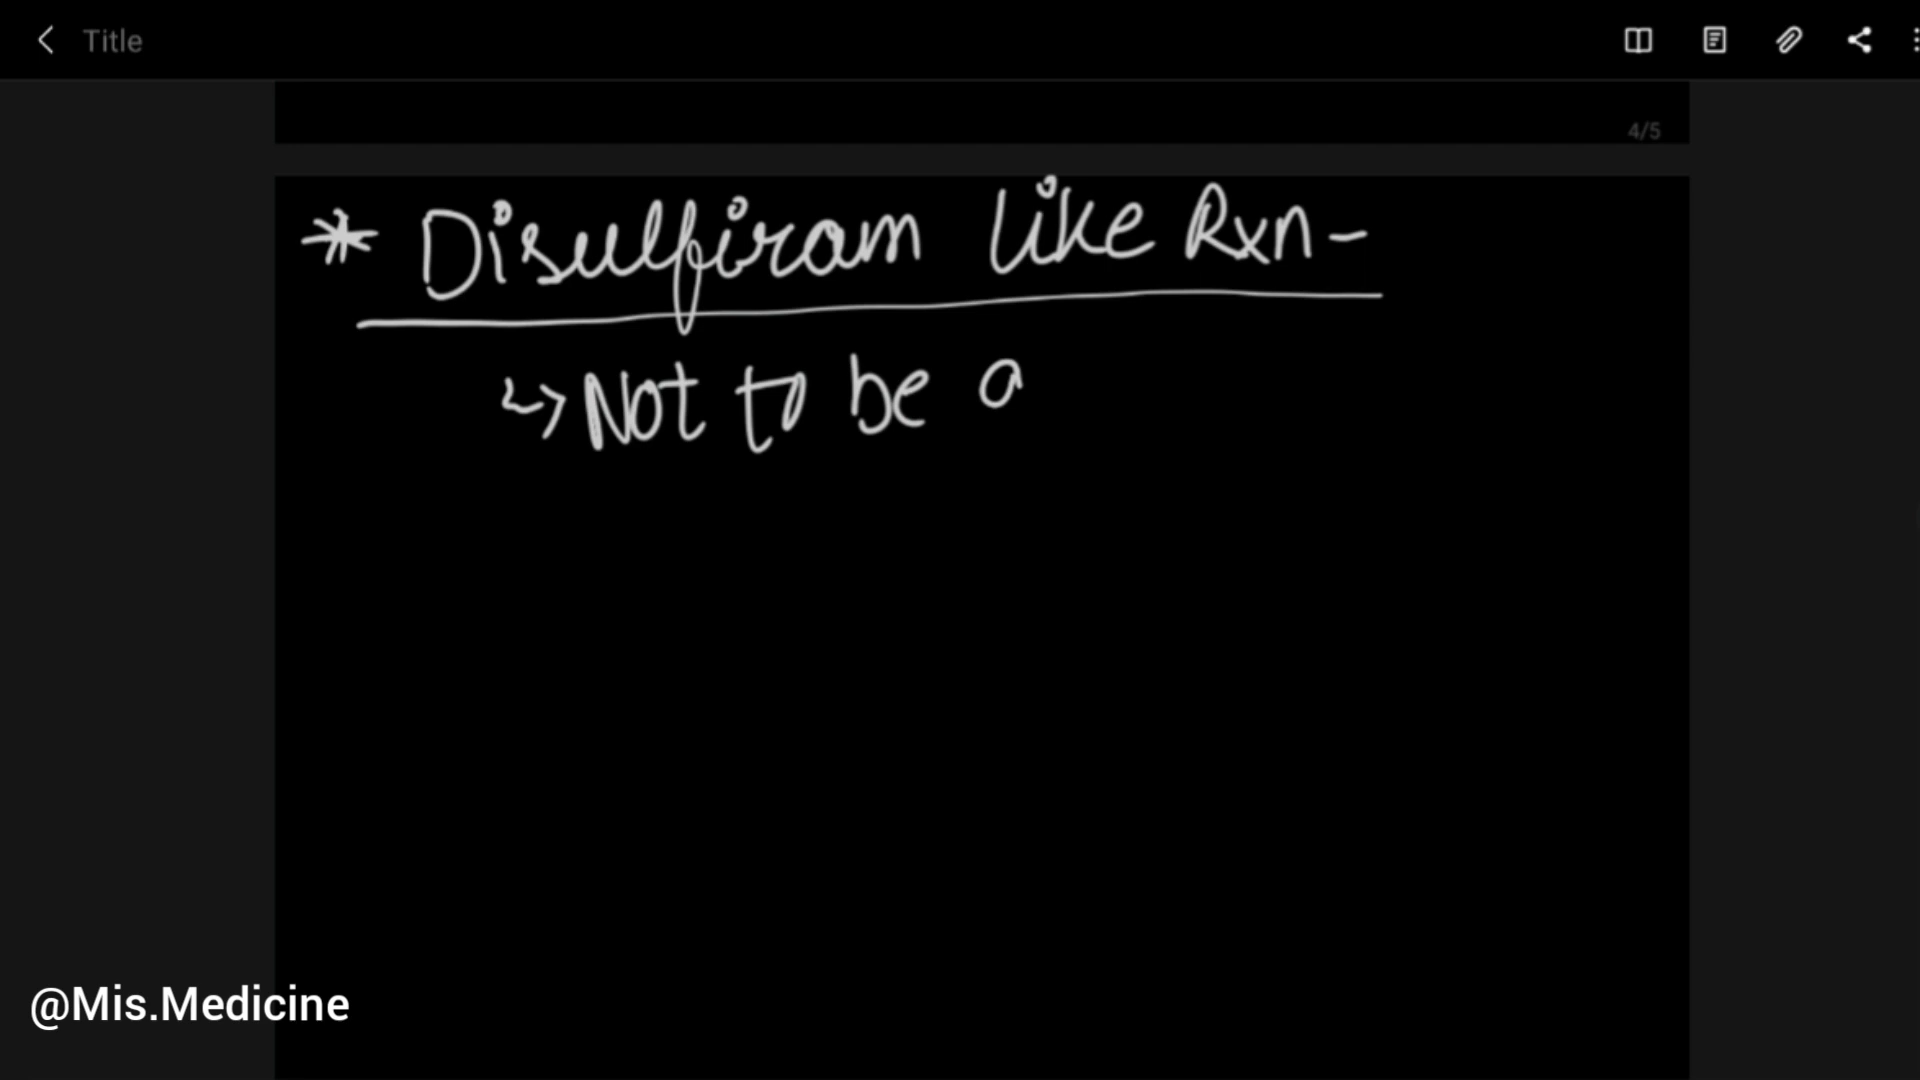 Title
4/5
* Disulfiram like Rxn-
↳ Not to be a
@Mis.Medicine